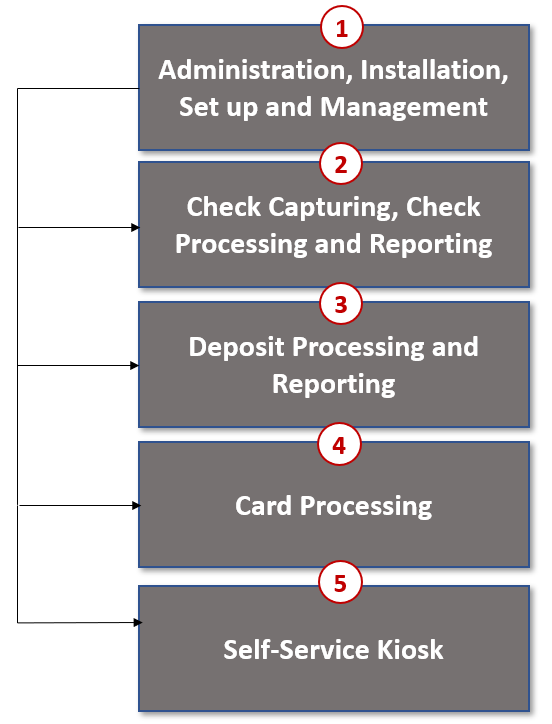 1
Administration, Installation,
Set up and Management
2
Check Capturing, Check
Processing and Reporting
3
Deposit Processing and
Reporting
4
Card Processing
5
Self-Service Kiosk